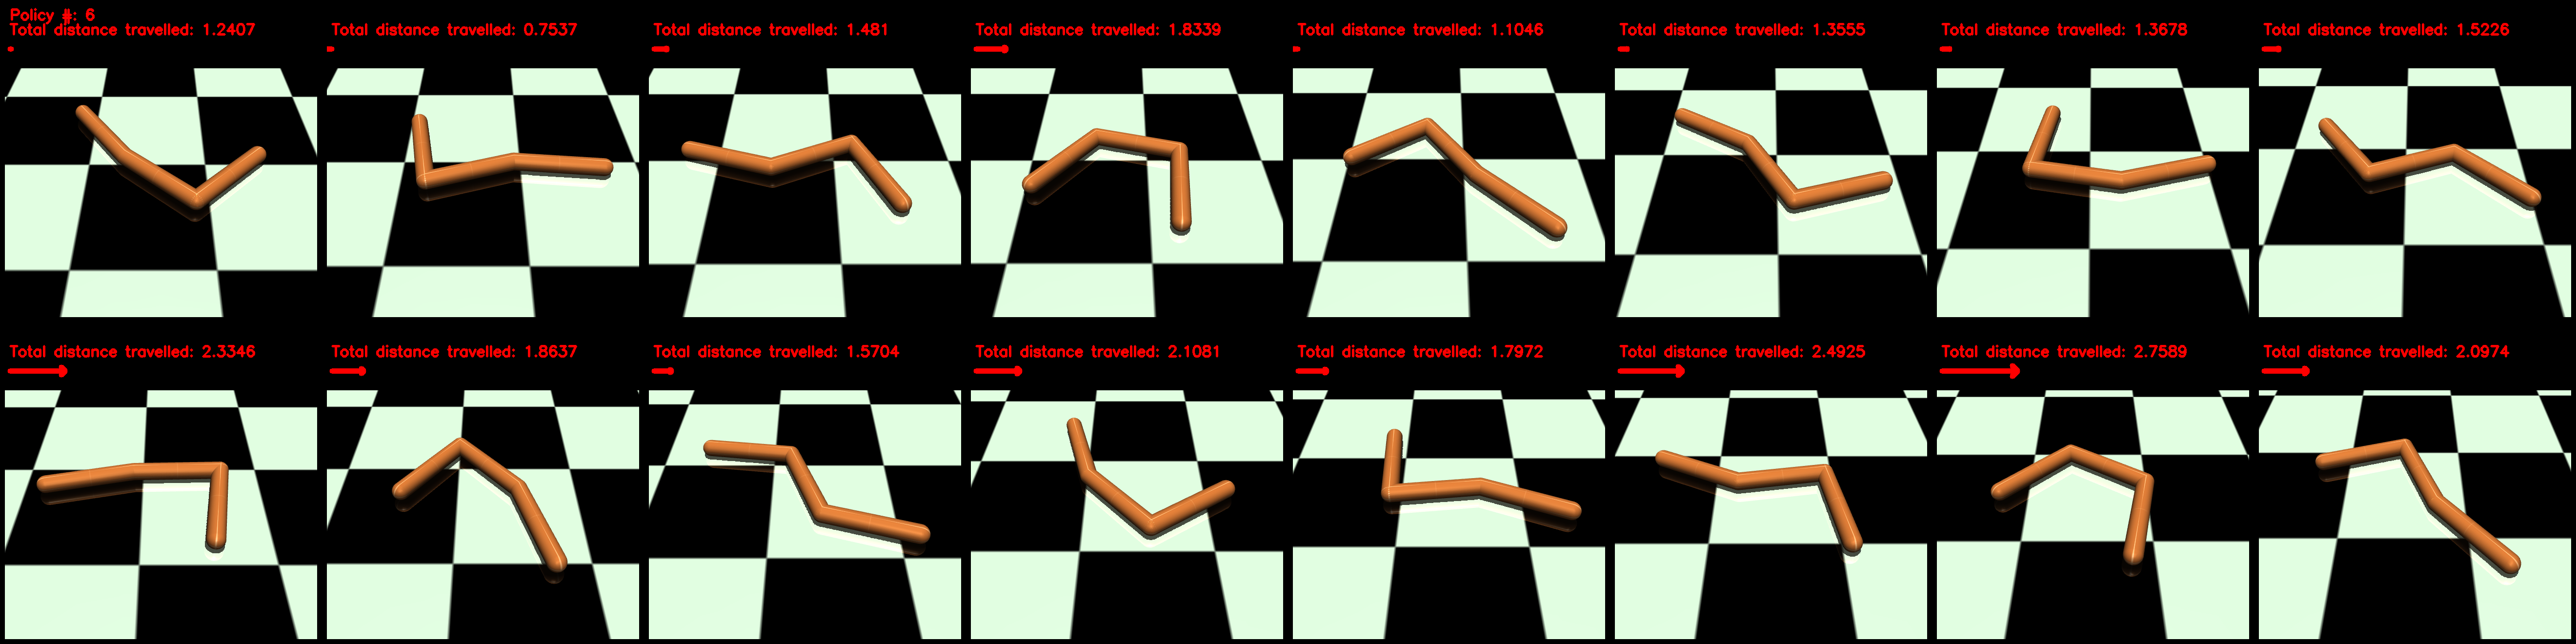 Policy #: 6
Total distance travelled: 1.2407
Total distance travelled: 0.7537
Total distance travelled: 1.481
Total distance travelled: 1.8339
Total distance travelled: 1.1046
Total distance travelled: 1.3555
Total distance travelled: 1.3678
Total distance travelled: 1.5226
Total distance travelled: 2.3346
Total distance travelled: 1.8637
Total distance travelled: 1.5704
Total distance travelled: 2.1081
Total distance travelled: 1.7972
Total distance travelled: 2.4925
Total distance travelled: 2.7589
Total distance travelled: 2.0974